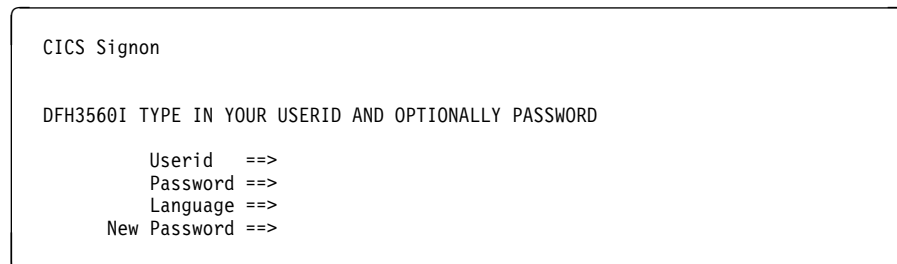 CICS Signon
DFH3560I TYPE IN YOUR USERID AND OPTIONALLY PASSWORD
Userid ==>
Password ==>
Language ==>
New Password ==>